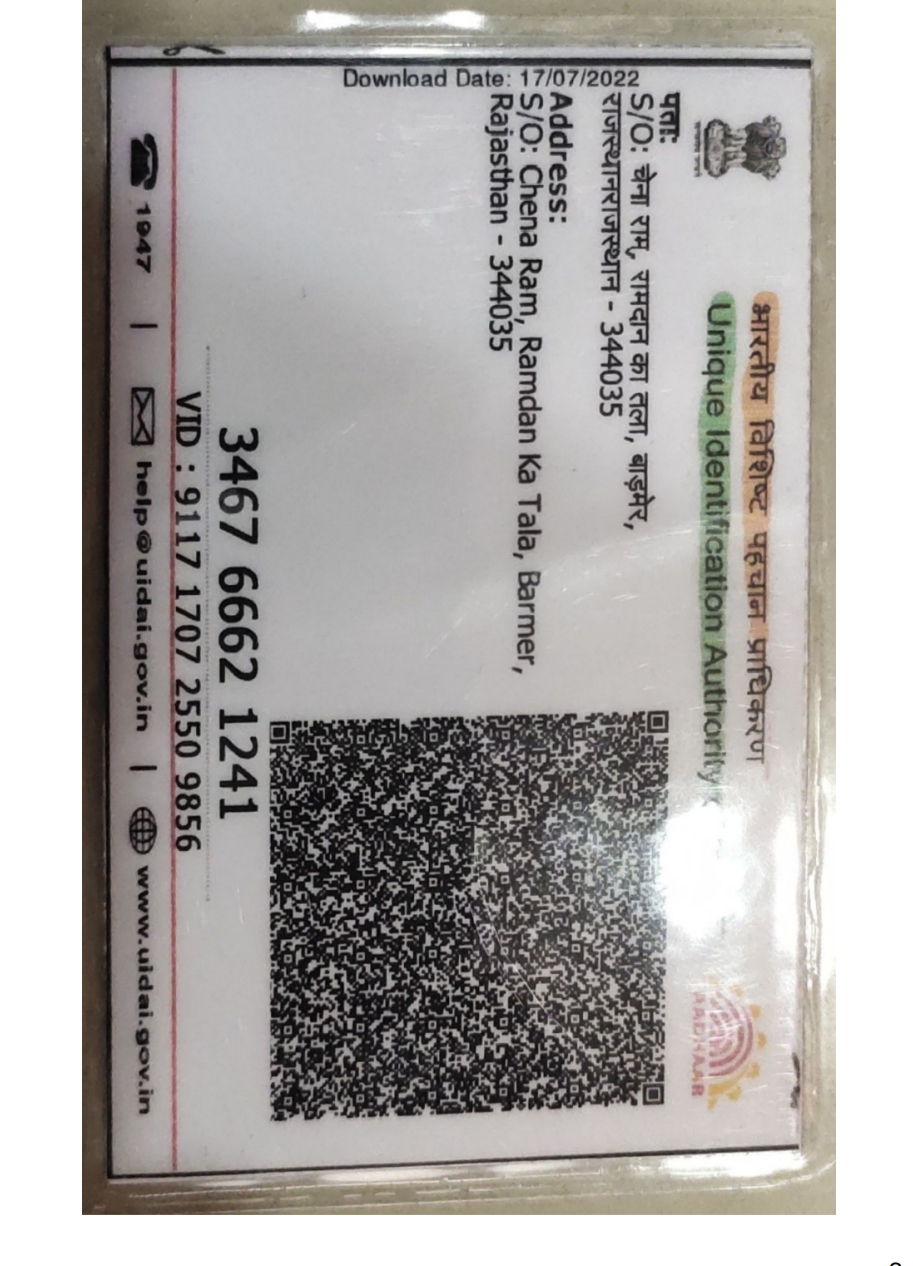 भारतीय विशिष्ट पहचान प्राधिकरण
Unique Identification Authority
AADHAAR
Download Date: 17/07/2022
पता:
S/O: चेना राम, रामदान का तला, बाड़मेर,
राजस्थानराजस्थान - 344035
Address:
S/O: Chena Ram, Ramdan Ka Tala, Barmer,
Rajasthan - 344035
3467 6662 1241
VID : 9117 1707 2550 9856
1947 | help@uidai.gov.in | www.uidai.gov.in